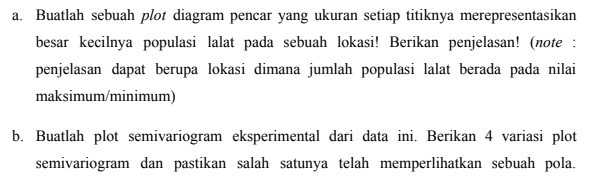 a. Buatlah sebuah plot diagram pencar yang ukuran setiap titiknya merepresentasikan
besar kecilnya populasi lalat pada sebuah lokasi! Berikan penjelasan! (note :
penjelasan dapat berupa lokasi dimana jumlah populasi lalat berada pada nilai
maksimum/minimum)
b. Buatlah plot semivariogram eksperimental dari data ini. Berikan 4 variasi plot
semivariogram dan pastikan salah satunya telah memperlihatkan sebuah pola.